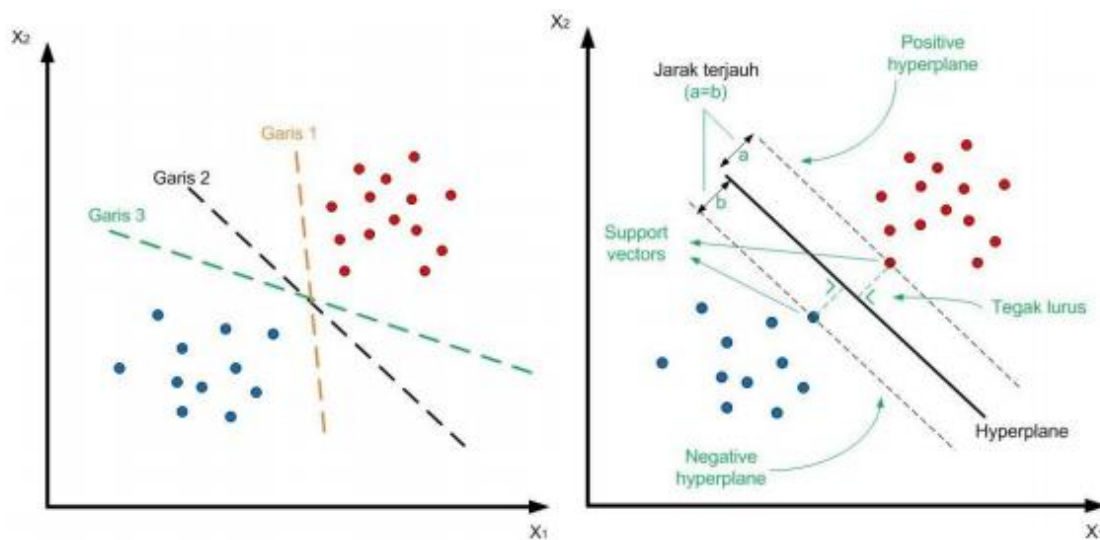 X₂
Garis 1
Garis 2
Garis 3
X₁
X₂
Jarak terjauh
(a=b)
Positive
hyperplane
a
b
Support
vectors
Tegak lurus
Hyperplane
Negative
hyperplane
X